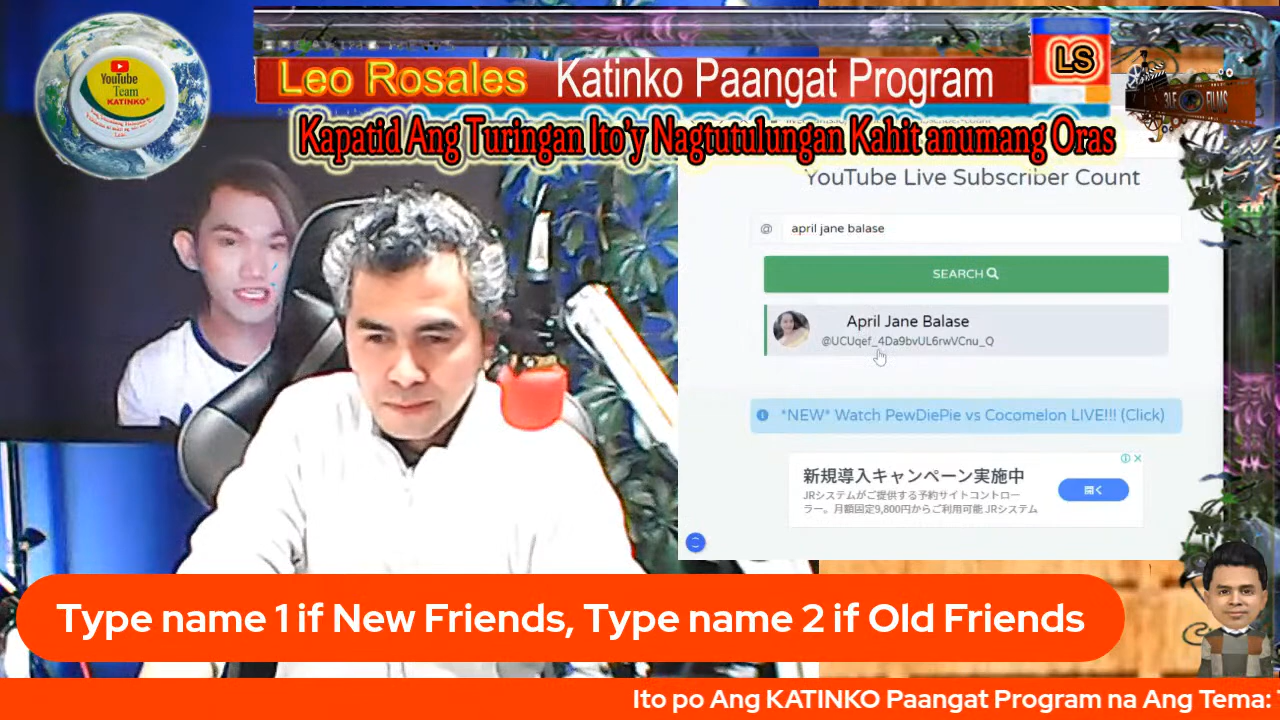 YouTube
Team
KATINKO
Leo Rosales Katinko Paangat Program
LS
3LF FILMS
Kapatid Ang Turingan Ito'y Nagtutulungan Kahit anumang Oras
YouTube Live Subscriber Count
@ april jane balase
SEARCH
April Jane Balase
@UCUqef_4Da9bvUL6rwVCnu_Q
*NEW* Watch PewDiePie vs Cocomelon LIVE!!! (Click)
新規導入キャンペーン実施中
JRシステムがご提供する予約サイトコントロー
ラー。月額固定9,800円からご利用可能 JRシステム
開く
Type name 1 if New Friends, Type name 2 if Old Friends
Ito po Ang KATINKO Paangat Program na Ang Tema: